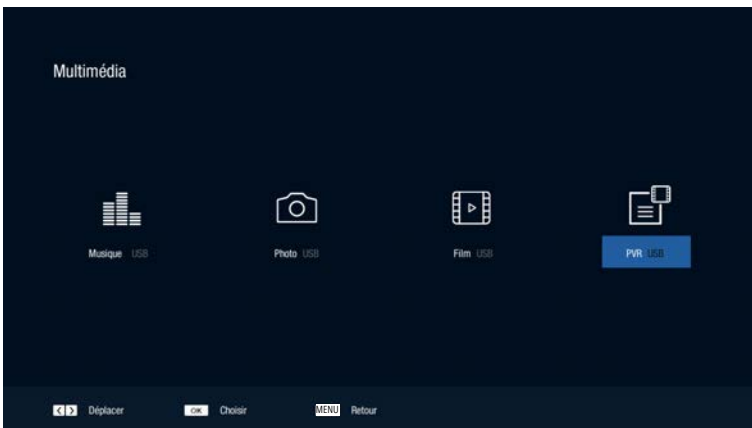 Multimédia
Musique USB
Photo USB
Film USB
PVR USB
Déplacer
OK Choisir
MENU Retour